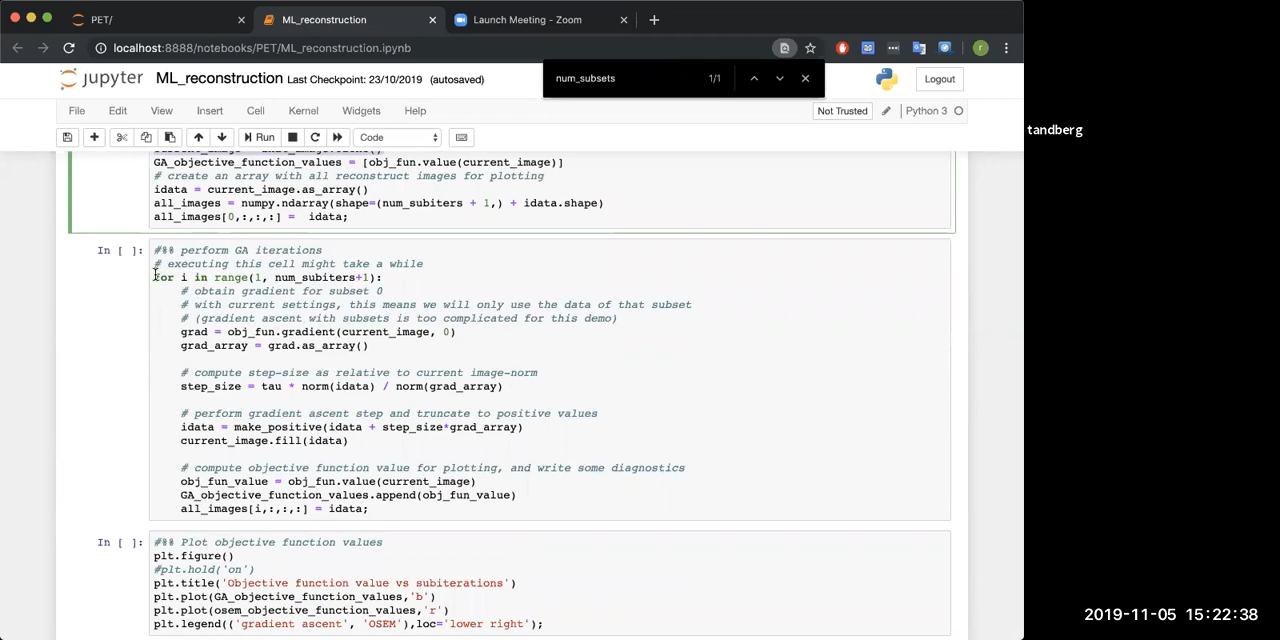 PET/
ML_reconstruction
Launch Meeting - Zoom
localhost:8888/notebooks/PET/ML_reconstruction.ipynb
r
num_subsets 1/1
jupyter ML_reconstruction Last Checkpoint: 23/10/2019 (autosaved)
Logout
File Edit View Insert Cell Kernel Widgets Help
Not Trusted
Python 3
Run
Code
GA_objective_function_values = [obj_fun.value(current_image)]
# create an array with all reconstruct images for plotting
idata = current_image.as_array()
all_images = numpy.ndarray(shape=(num_subiters + 1,) + idata.shape)
all_images[0,:,:,:] =  idata;
In [ ]:
#%% perform GA iterations
# executing this cell might take a while
for i in range(1, num_subiters+1):
# obtain gradient for subset 0
# with current settings, this means we will only use the data of that subset
# (gradient ascent with subsets is too complicated for this demo)
grad = obj_fun.gradient(current_image, 0)
grad_array = grad.as_array()
# compute step-size as relative to current image-norm
step_size = tau * norm(idata) / norm(grad_array)
# perform gradient ascent step and truncate to positive values
idata = make_positive(idata + step_size*grad_array)
current_image.fill(idata)
# compute objective function value for plotting, and write some diagnostics
obj_fun_value = obj_fun.value(current_image)
GA_objective_function_values.append(obj_fun_value)
all_images[i,:,:,:] = idata;
In [ ]:
#%% Plot objective function values
plt.figure()
#plt.hold('on')
plt.title('Objective function value vs subiterations')
plt.plot(GA_objective_function_values,'b')
plt.plot(osem_objective_function_values,'r')
plt.legend(('gradient ascent', 'OSEM'),loc='lower right');
tandberg
2019-11-05 15:22:38